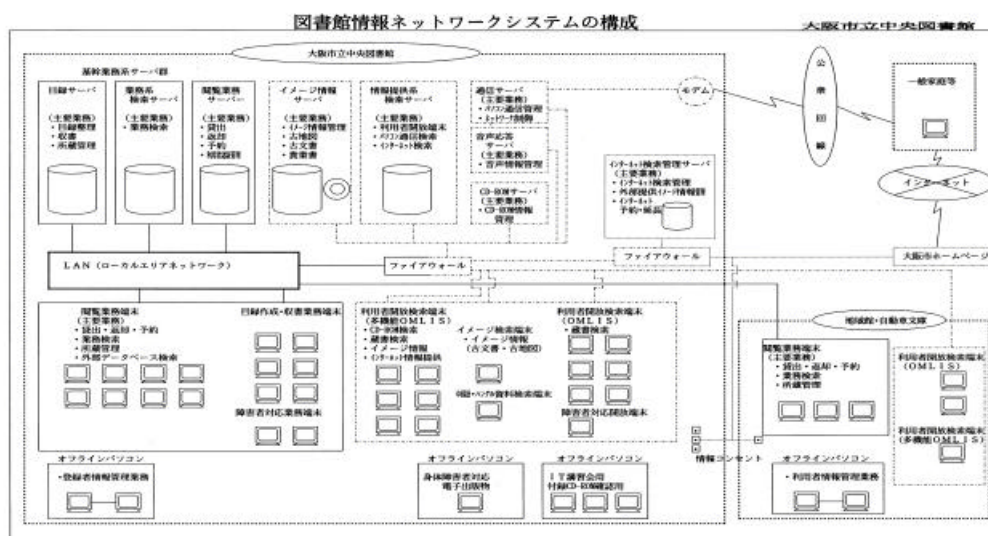 図書館情報ネットワークシステムの構成
大阪市立中央図書館
大阪市立中央図書館
基幹業務系サーバ群
目録サーバ
(主要業務)
・目録整理
・収書
・所蔵管理
業務系
検索サーバ
(主要業務)
・業務検索
閲覧業務
サーバー
(主要業務)
・貸出
・返却
・予約
イメージ情報
サーバ
(主要業務)
・イメージ情報管理
・古地図
・古文書
・貴重書
情報提供系
検索サーバ
(主要業務)
・利用者開放端末
・パソコン通信検索
・インターネット検索
通信サーバ
(主要業務)
・パソコン通信管理
・ネットワーク制御
音声応答
サーバ
(主要業務)
・音声情報管理
CD-ROMサーバ
(主要業務)
・CD-ROM情報
管理
モデム
公衆回線
一般家庭等
インターネット
インターネット検索管理サーバ
(主要業務)
・インターネット検索管理
・外部提供イメージ情報
・インターネット
LAN(ローカルエリアネットワーク)
ファイアウォール
ファイアウォール
大阪市ホームページ
閲覧業務端末
(主要業務)
・貸出・返却・予約
・業務検索
・所蔵管理
・外部データベース検索
目録作成・収書業務端末
障害者対応業務端末
利用者開放検索端末
(多機能OMLIS)
・CD-ROM検索
・蔵書検索
・イメージ情報
・インターネット情報提供
イメージ検索端末
・イメージ情報
(古文書・古地図)
中国・ハングル資料検索端末
利用者開放検索端末
(OMLIS)
・蔵書検索
障害者対応開放端末
地域館・自動車文庫
閲覧業務端末
(主要業務)
・貸出・返却・予約
・業務検索
・所蔵管理
利用者開放検索端末
(OMLIS)
利用者開放検索端末
(多機能OMLIS)
情報コンセント
オフラインパソコン
・登録者情報管理業務
オフラインパソコン
身体障害者対応
電子出版物
オフラインパソコン
IT講習会用
付録CD-ROM確認用
オフラインパソコン
・利用者情報管理業務